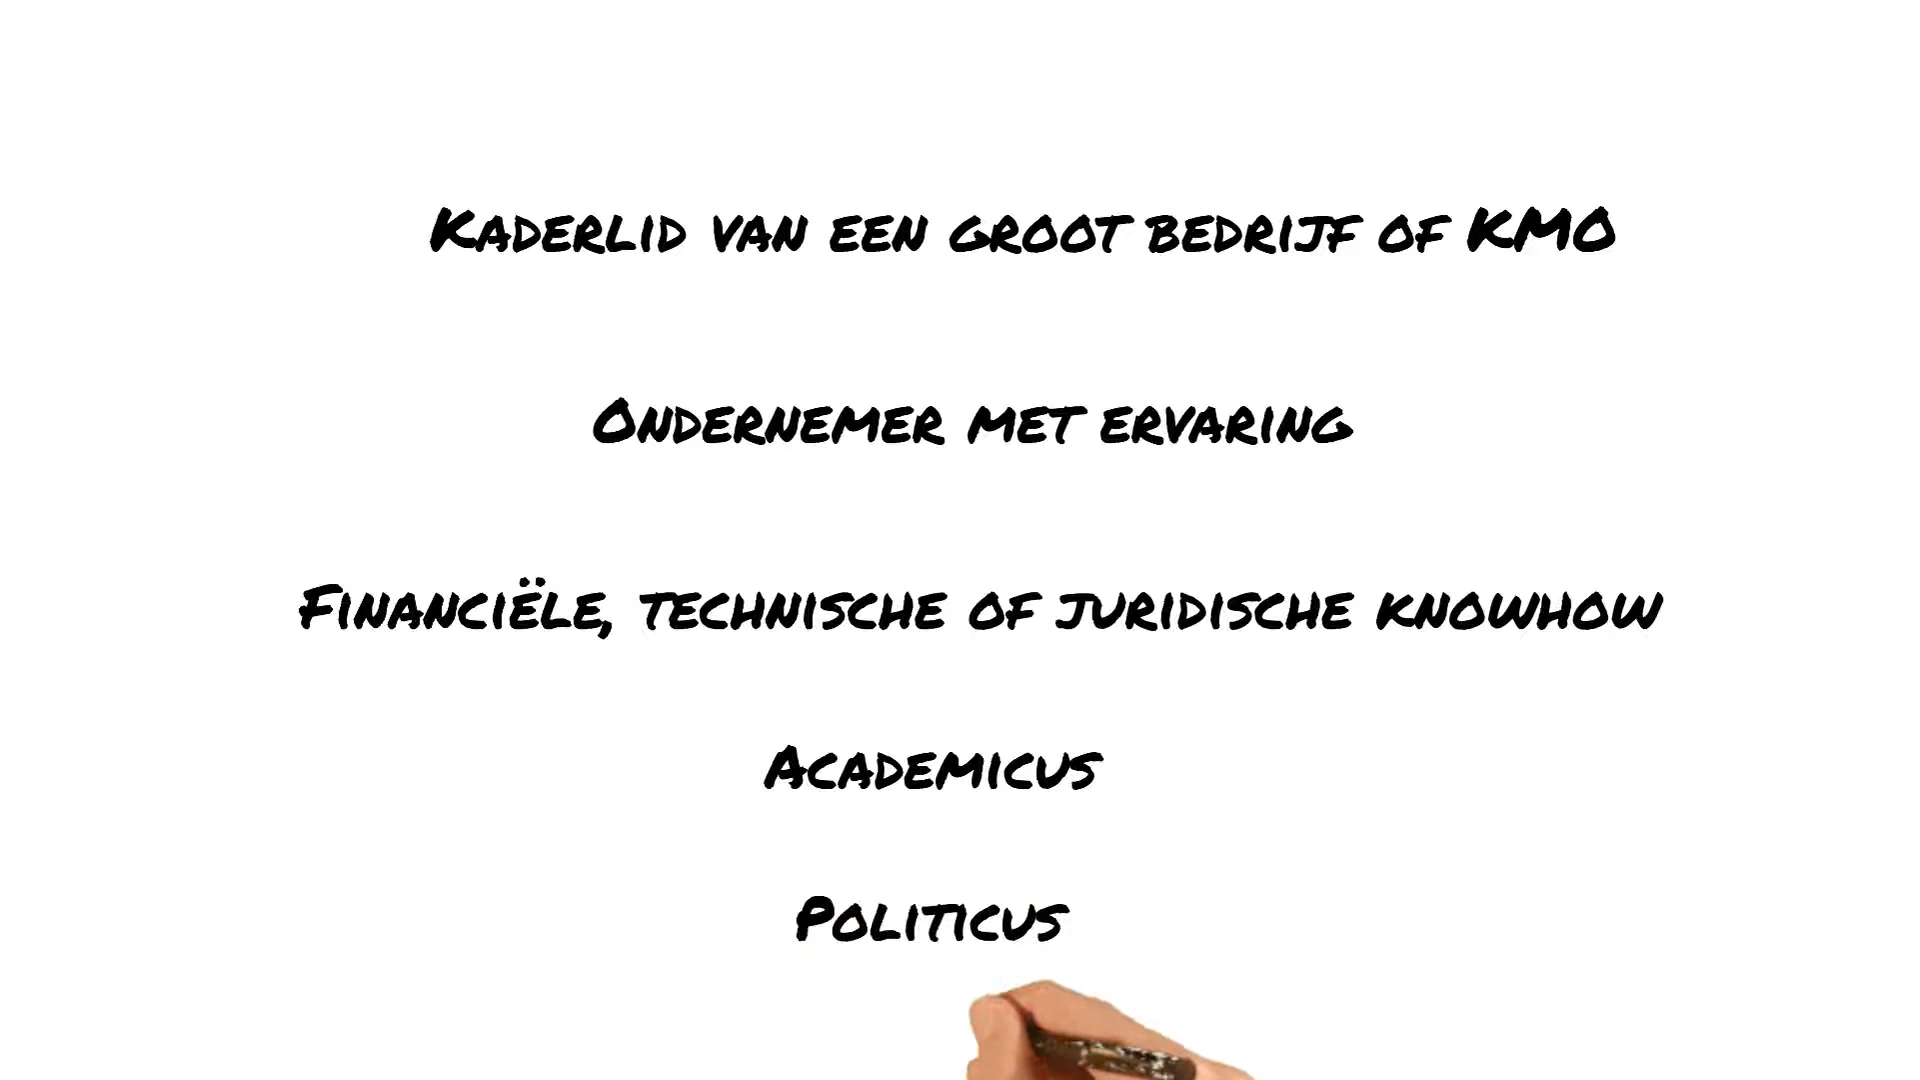 Kaderlid van een groot bedrijf of KMO
Ondernemer met ervaring
Financiële, technische of juridische knowhow
Academicus
Politicus